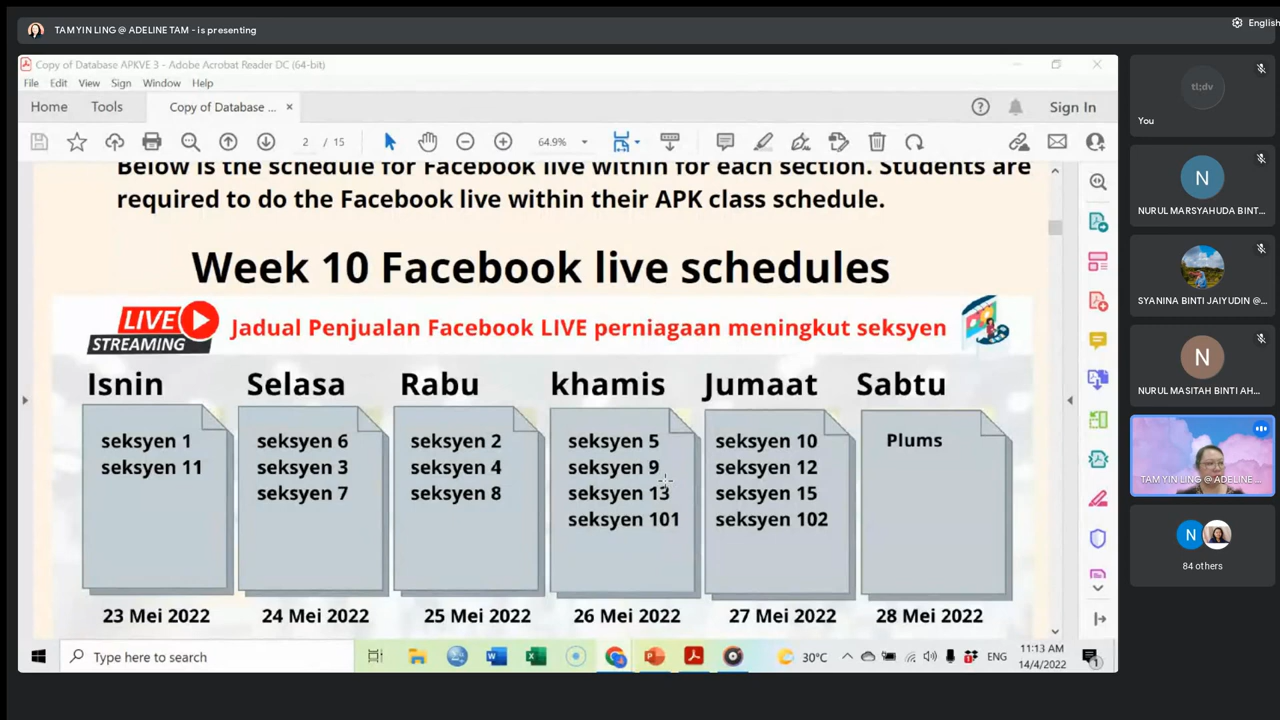 TAM YIN LING @ ADELINE TAM - is presenting
English
Copy of Database APKVE 3 - Adobe Acrobat Reader DC (64-bit)
File Edit View Sign Window Help
Home Tools Copy of Database ... × Sign In
2 / 15 64.9%
Below is the schedule for Facebook live within for each section. Students are
required to do the Facebook live within their APK class schedule.
Week 10 Facebook live schedules
LIVE
STREAMING
Jadual Penjualan Facebook LIVE perniagaan meningkut seksyen
Isnin
seksyen 1
seksyen 11
23 Mei 2022
Selasa
seksyen 6
seksyen 3
seksyen 7
24 Mei 2022
Rabu
seksyen 2
seksyen 4
seksyen 8
25 Mei 2022
khamis
seksyen 5
seksyen 9
seksyen 13
seksyen 101
26 Mei 2022
Jumaat
seksyen 10
seksyen 12
seksyen 15
seksyen 102
27 Mei 2022
Sabtu
Plums
28 Mei 2022
Type here to search
30°C
ENG
11:13 AM
14/4/2022
1
tl;dv
You
N
NURUL MARSYAHUDA BINT...
SYANINA BINTI JAIYUDIN @...
N
NURUL MASITAH BINTI AH...
TAM YIN LING @ ADELINE ...
N
84 others